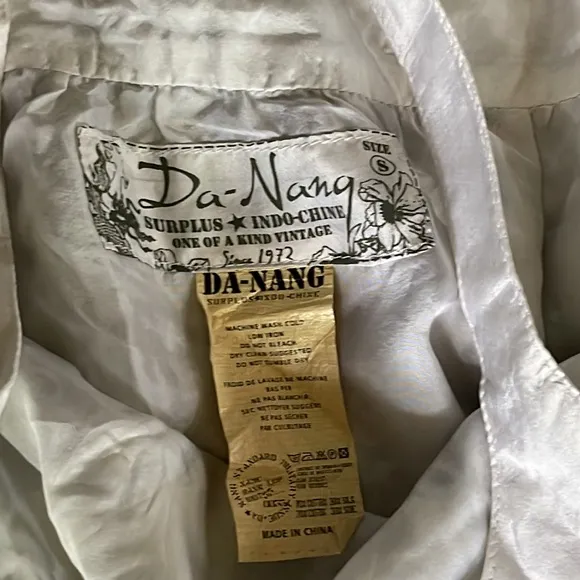 SIZE
S
Da-Nang
SURPLUS ★ INDO-CHINE
ONE OF A KIND VINTAGE
Since 1972
DA-NANG
SURPLUS★INDO-CHINE
MACHINE WASH COLD
LOW IRON
DO NOT BLEACH
DRY CLEAN SUGGESTED
DO NOT TUMBLE DRY
FROID DE LAVAGE DE MACHINE
BAS FER
NE PAS BLANCHIR
SEC NETTOYER SUGGERE
NE PAS SÉCHER
PAR CULBUTAGE
MADE IN CHINA